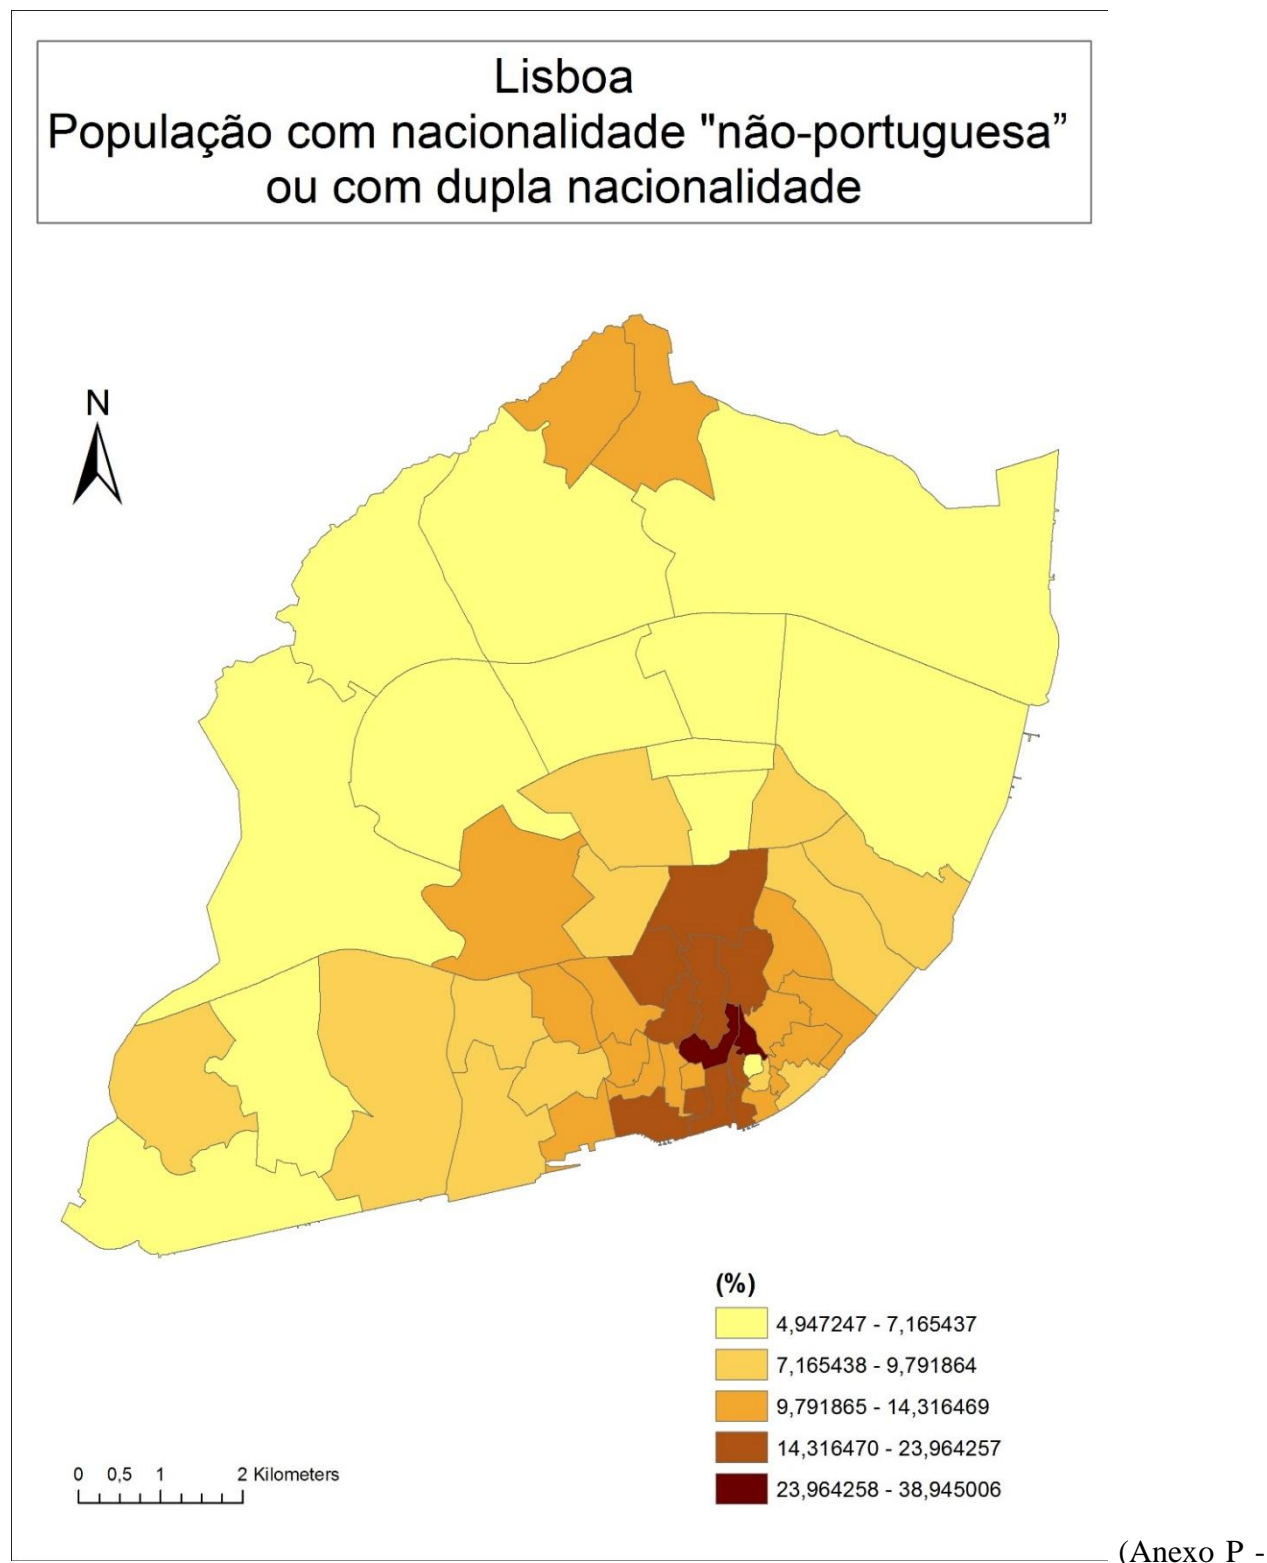 Lisboa
População com nacionalidade "não-portuguesa”
ou com dupla nacionalidade
N
(%)
4,947247 - 7,165437
7,165438 - 9,791864
9,791865 - 14,316469
14,316470 - 23,964257
23,964258 - 38,945006
0 0,5 1 2 Kilometers
(Anexo P -